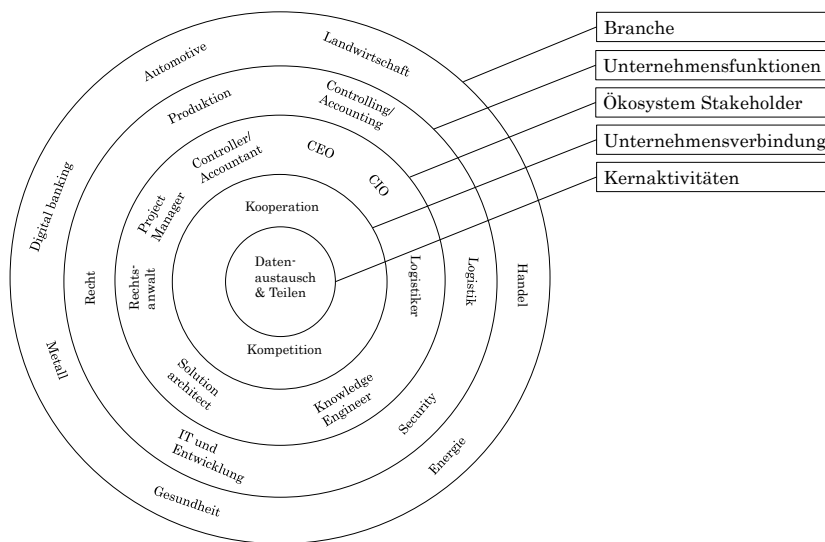 Branche
Unternehmensfunktionen
Ökosystem Stakeholder
Unternehmensverbindung
Kernaktivitäten
Automotive
Landwirtschaft
Digital banking
Handel
Metall
Energie
Gesundheit
Produktion
Controlling/
Accounting
Recht
Logistik
Security
IT und
Entwicklung
Controller/
Accountant
CEO
CIO
Project
Manager
Rechts-
anwalt
Logistiker
Solution
architect
Knowledge
Engineer
Kooperation
Kompetition
Daten-
austausch
& Teilen